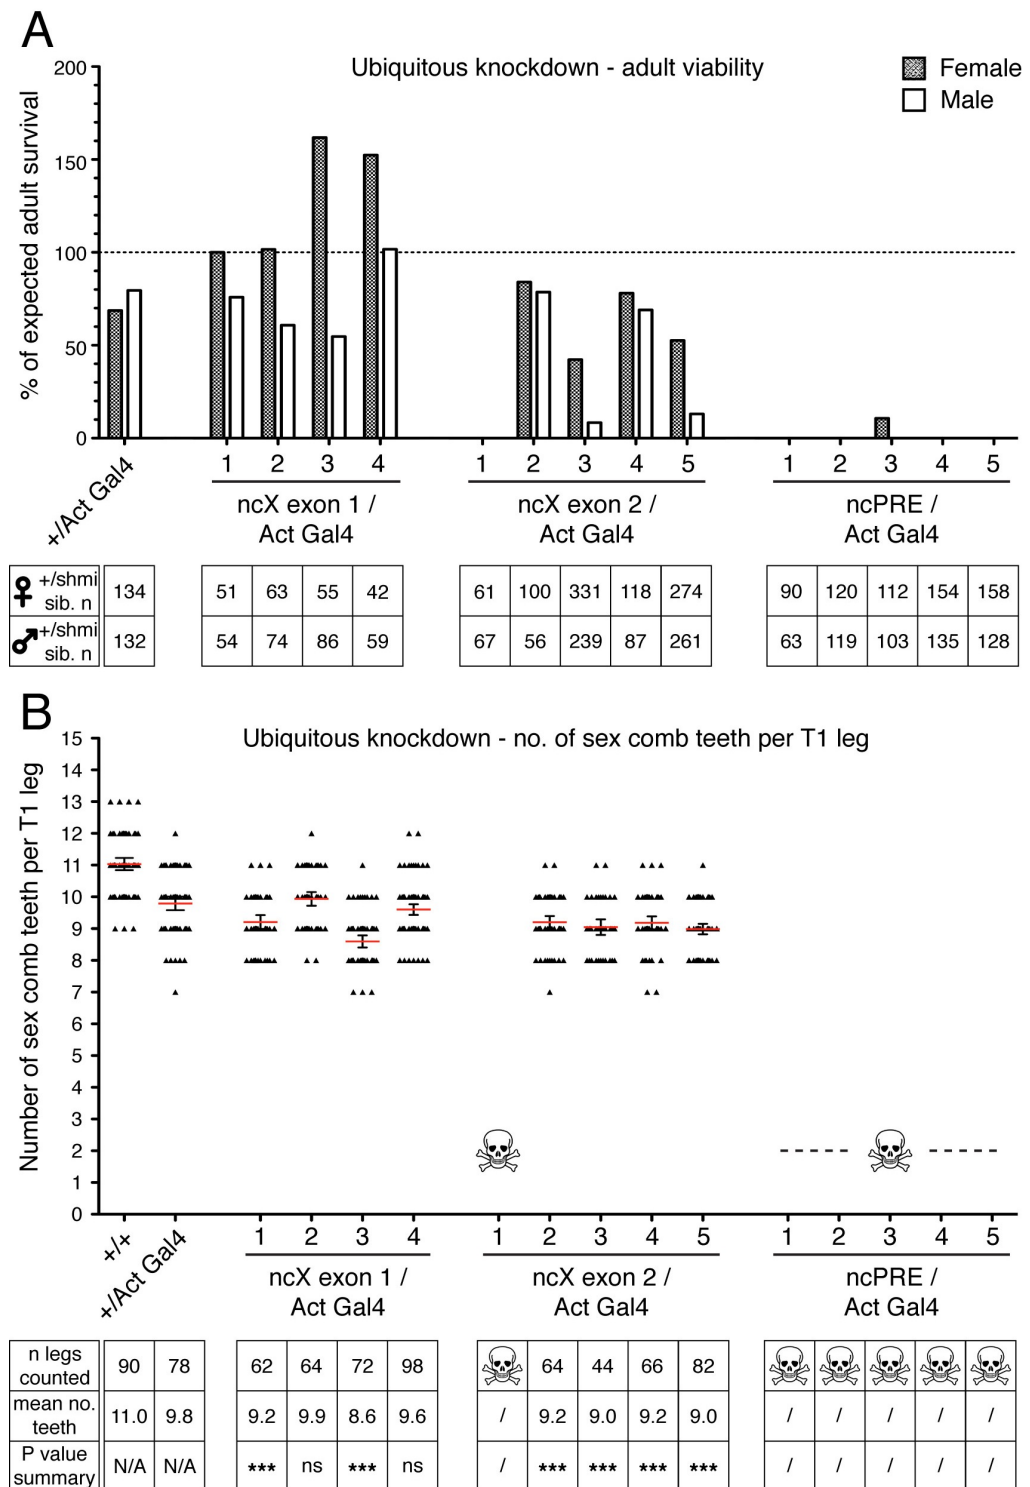 A
Ubiquitous knockdown - adult viability
Female
Male
% of expected adult survival
200
150
100
50
0
+/Act Gal4
1 2 3 4
ncX exon 1 /
Act Gal4
1 2 3 4 5
ncX exon 2 /
Act Gal4
1 2 3 4 5
ncPRE /
Act Gal4
♀ +/shmi
sib. n
134 51 63 55 42 61 100 331 118 274 90 120 112 154 158
♂ +/shmi
sib. n
132 54 74 86 59 67 56 239 87 261 63 119 103 135 128
B
Ubiquitous knockdown - no. of sex comb teeth per T1 leg
Number of sex comb teeth per T1 leg
15
14
13
12
11
10
9
8
7
6
5
4
3
2
1
0
+/+
+/Act Gal4
1 2 3 4
ncX exon 1 /
Act Gal4
1 2 3 4 5
ncX exon 2 /
Act Gal4
1 2 3 4 5
ncPRE /
Act Gal4
n legs
counted
90 78 62 64 72 98 64 44 66 82
mean no.
teeth
11.0 9.8 9.2 9.9 8.6 9.6 / 9.2 9.0 9.2 9.0 / / / / /
P value
summary
N/A N/A *** ns *** ns / *** *** *** *** / / / / /